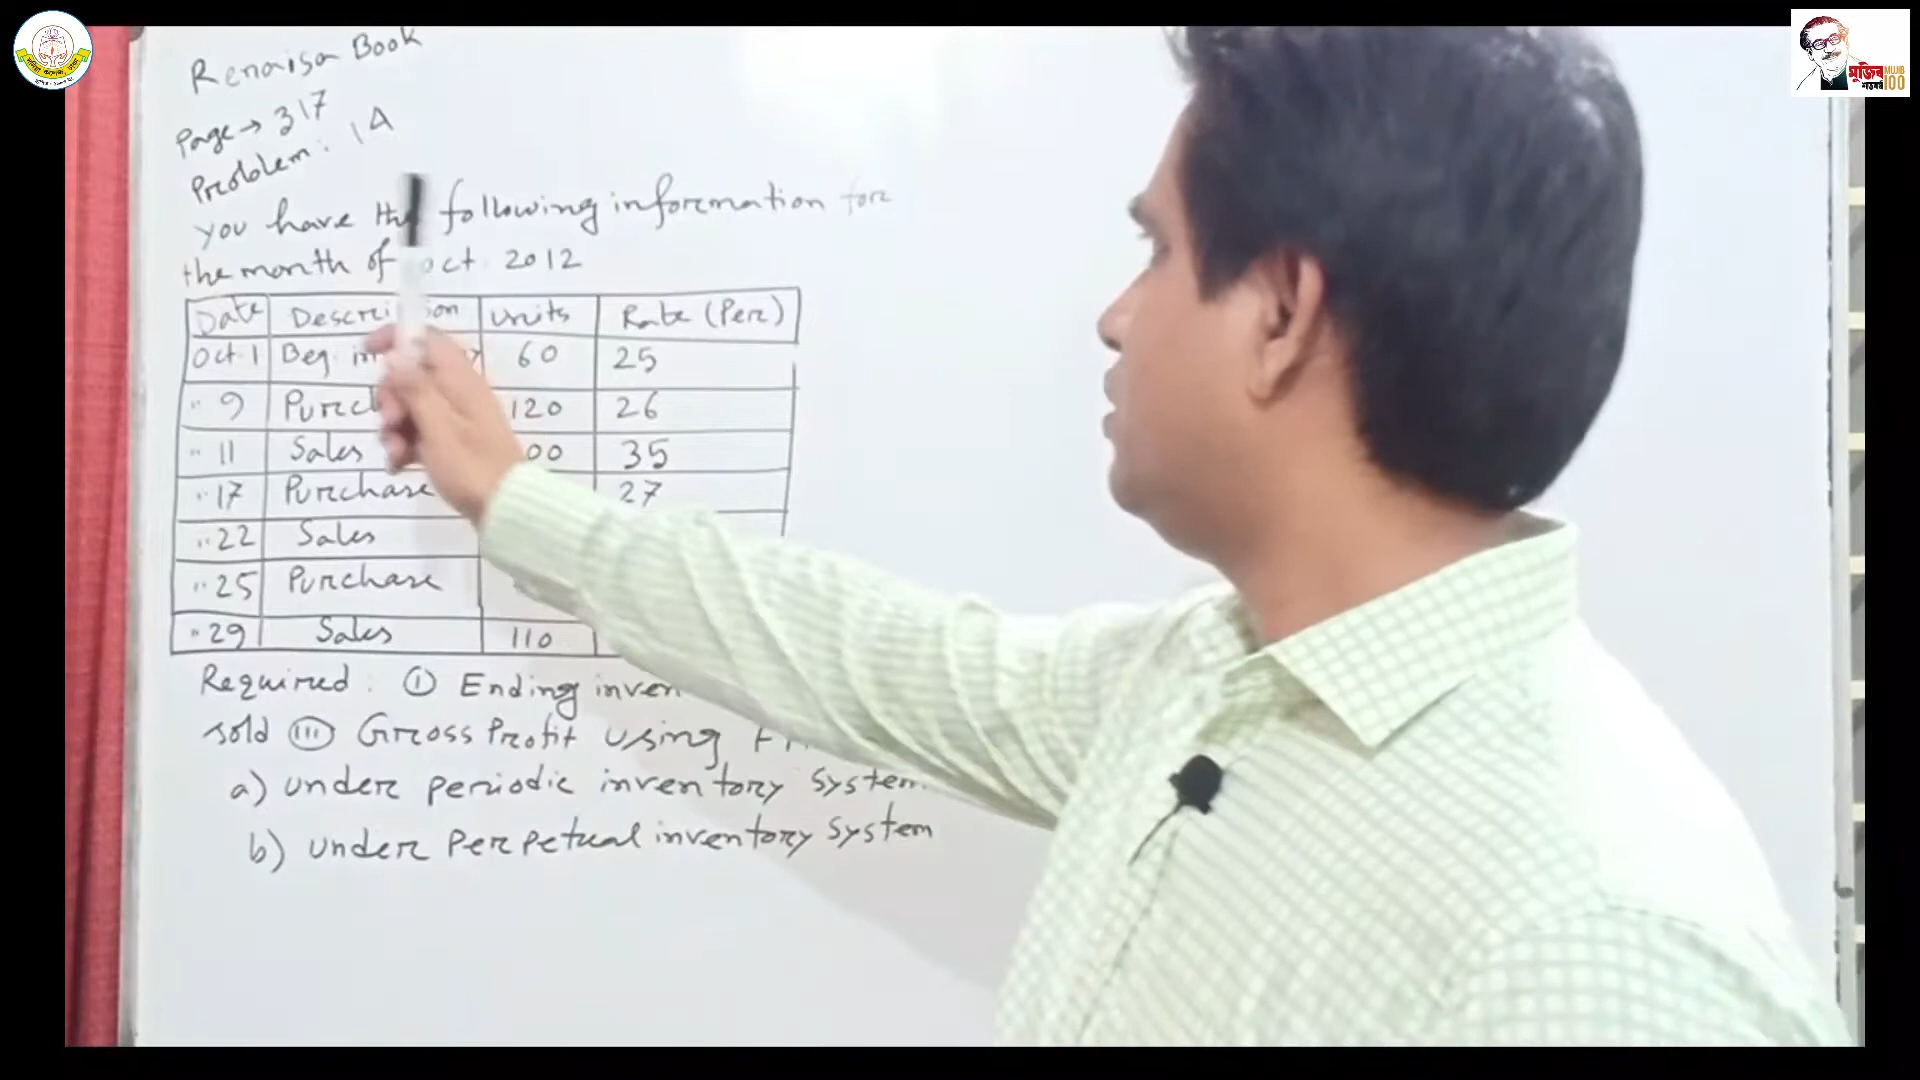 Renaisa Book
Page → 317
Problem: 1A
you have the following information for
the month of oct 2012
Date units Rate (Per)
Oct 1 Beg. 60 25
" 9 120 26
" 11 Sales 35
" 17 Purchase 27
" 22 Sales
" 25 Purchase
" 29 Sales 110
Required: (i) Ending
sold (iii) Gross Profit using
a) under periodic inventory system.
b) under Perpetual inventory system
মুজিব
শতবর্ষ
MUJIB
100